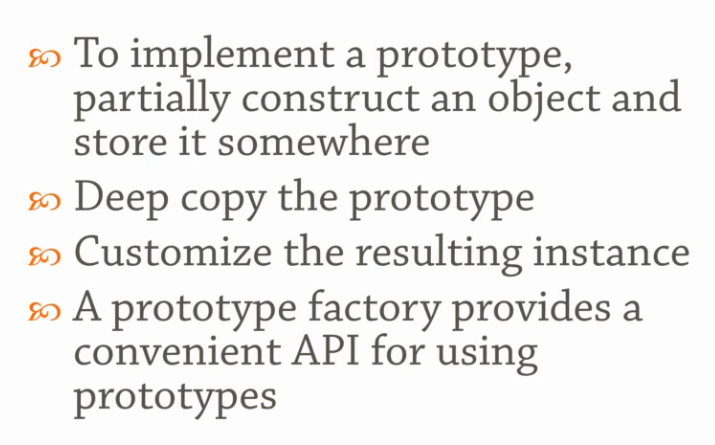 To implement a prototype,
partially construct an object and
store it somewhere
Deep copy the prototype
Customize the resulting instance
A prototype factory provides a
convenient API for using
prototypes